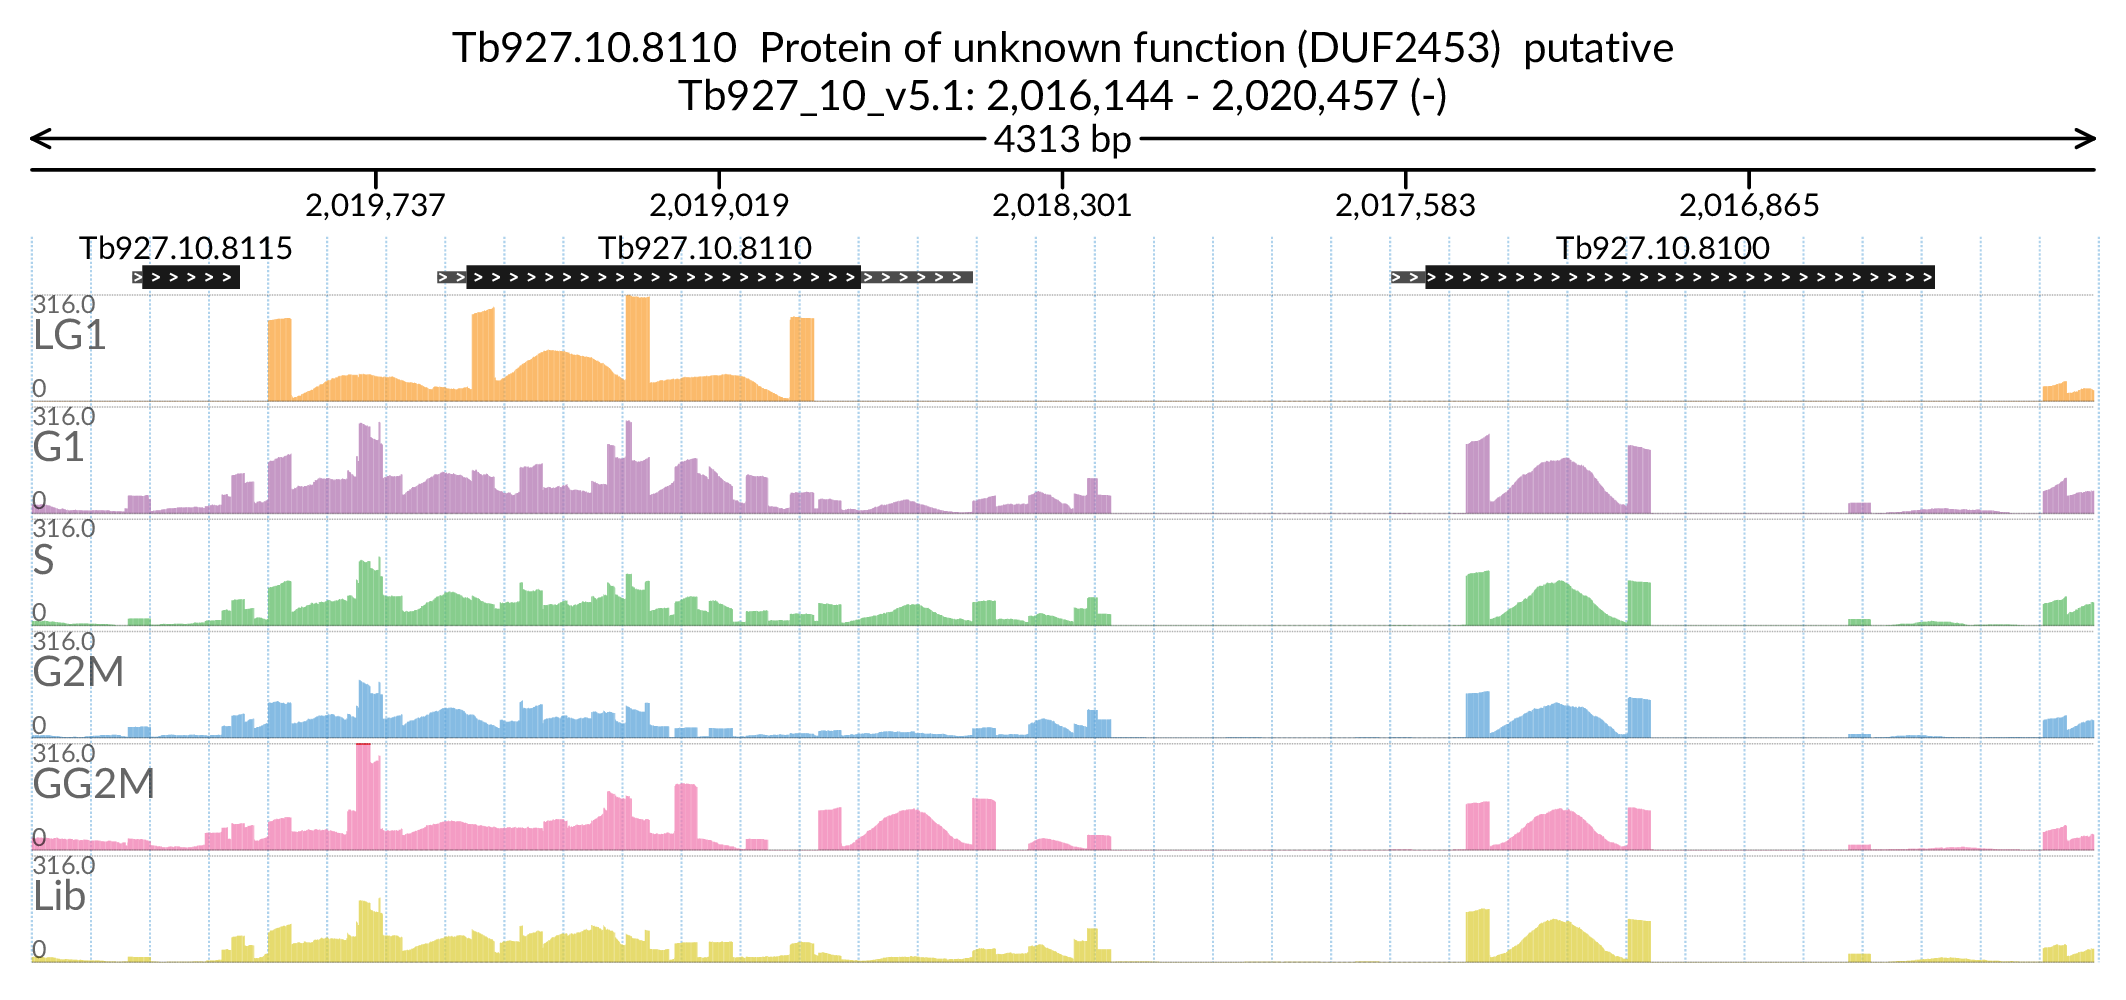 Tb927.10.8110  Protein of unknown function (DUF2453)  putative
Tb927_10_v5.1: 2,016,144 - 2,020,457 (-)
4313 bp
2,019,737 2,019,019 2,018,301 2,017,583 2,016,865
Tb927.10.8115 Tb927.10.8110 Tb927.10.8100
316.0
LG1
0
316.0
G1
0
316.0
S
0
316.0
G2M
0
316.0
GG2M
0
316.0
Lib
0